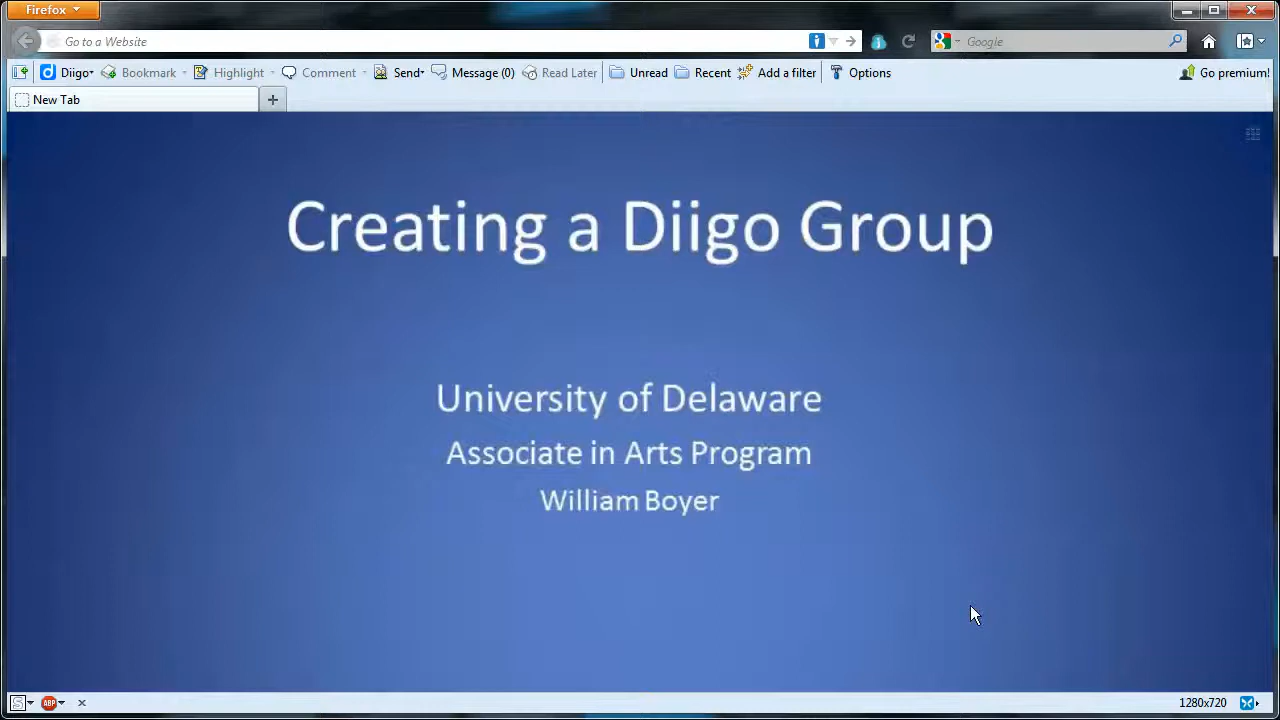 Firefox
Go to a Website
Google
Diigo
Bookmark
Highlight
Comment
Send
Message (0)
Read Later
Unread
Recent
Add a filter
Options
Go premium!
New Tab
Creating a Diigo Group
University of Delaware
Associate in Arts Program
William Boyer
S
ABP
1280x720